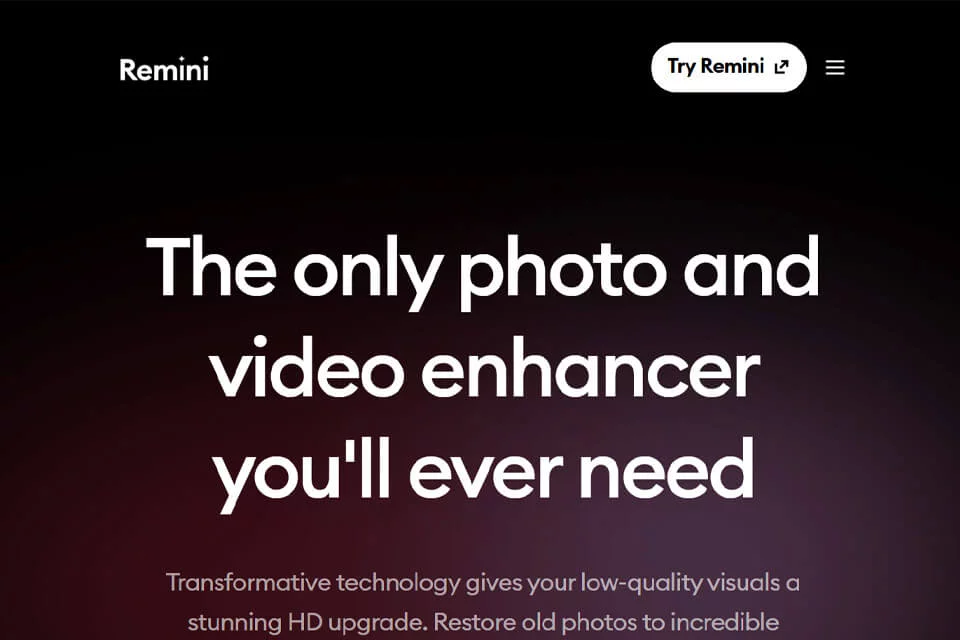 Remini
Try Remini
The only photo and
video enhancer
you'll ever need
Transformative technology gives your low-quality visuals a
stunning HD upgrade. Restore old photos to incredible